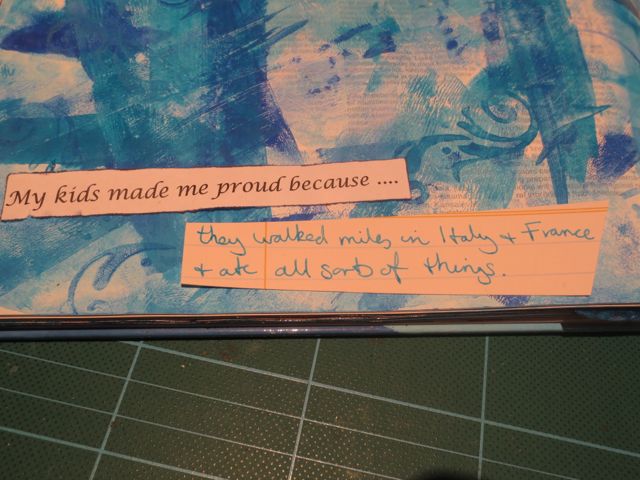 My kids made me proud because ....
they walked miles in Italy + France
+ ate all sorts of things.